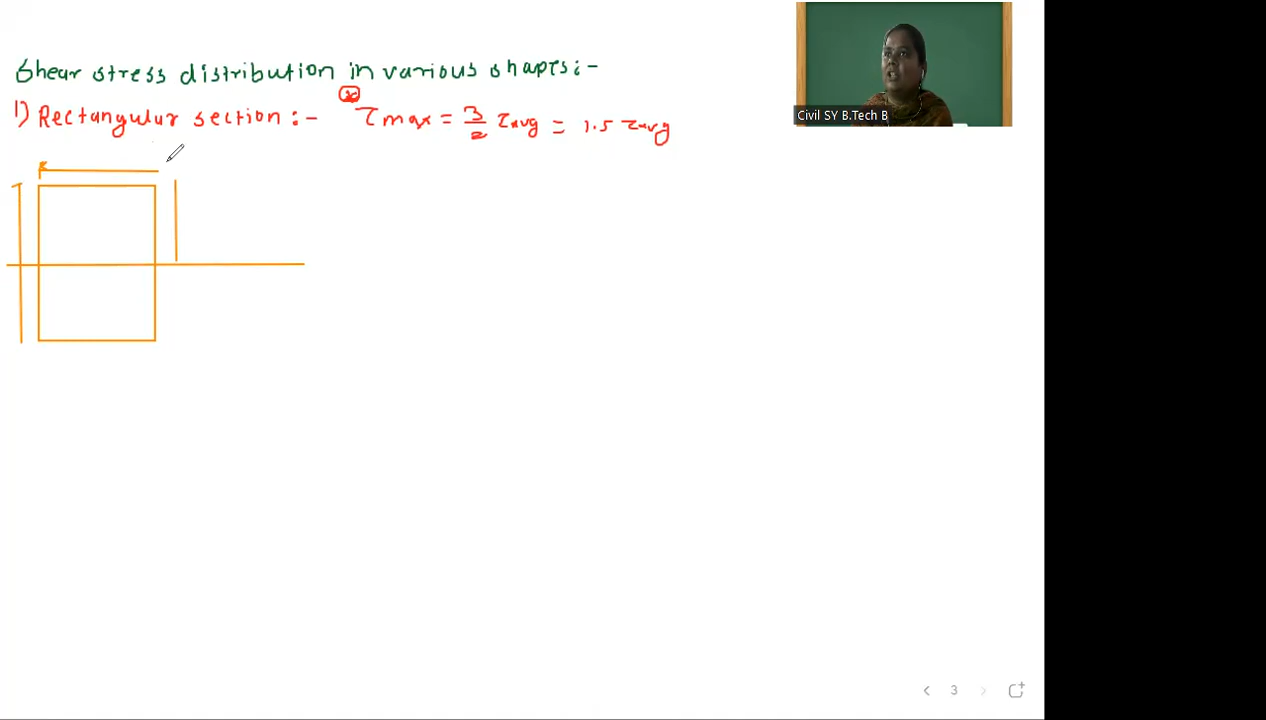 Shear stress distribution in various shapes:-
1) Rectangular section:- * τmax = 3/2 τavg = 1.5 τavg
Civil SY B.Tech B
3